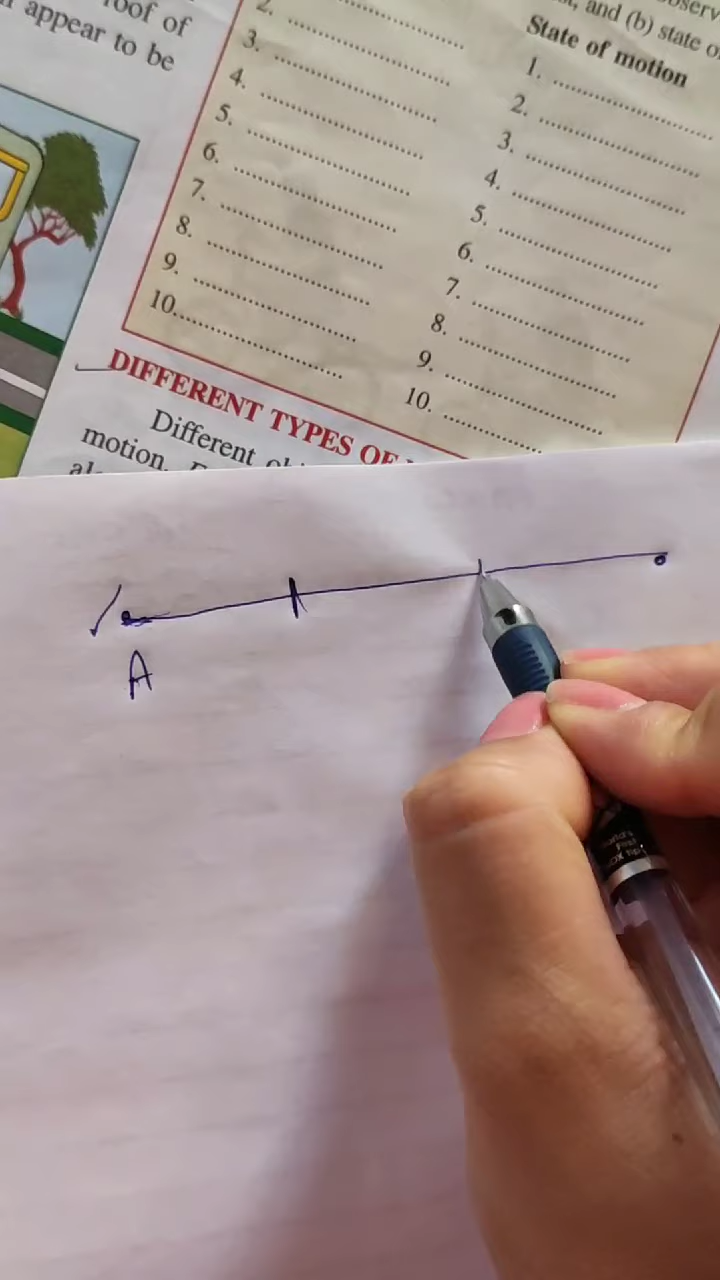 roof of
appear to be
2. ........
3. ........
4. ........
5. ........
6. ........
7. ........
8. ........
9. ........
10. ........
and (b) state
State of motion
1. ........
2. ........
3. ........
4. ........
5. ........
6. ........
7. ........
8. ........
9. ........
10. ........
DIFFERENT TYPES OF
Different
motion.
A